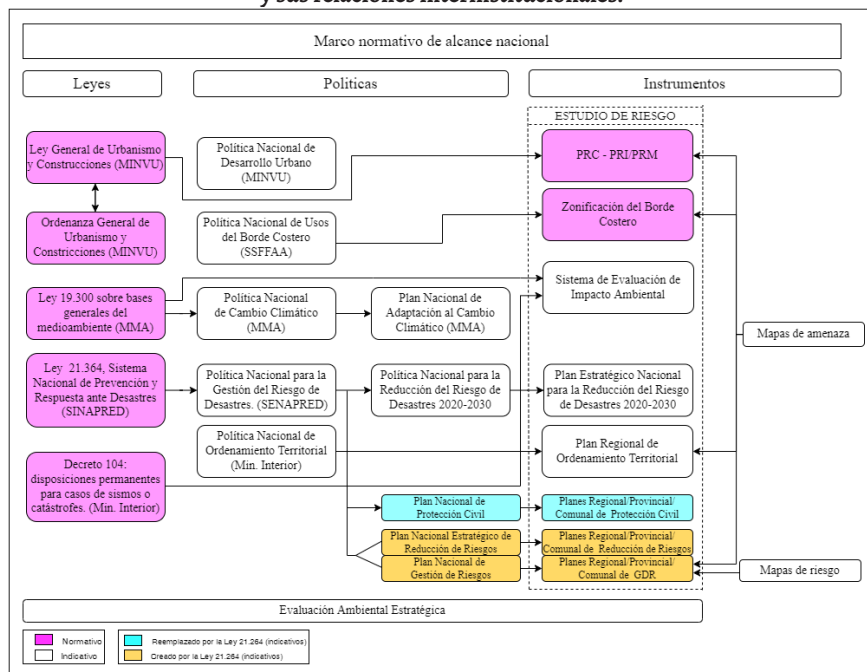 y sus relaciones interinstitucionales.
Marco normativo de alcance nacional
Leyes
Politicas
Instrumentos
ESTUDIO DE RIESGO
Ley General de Urbanismo
y Construcciones (MINVU)
Política Nacional de
Desarrollo Urbano
(MINVU)
PRC - PRI/PRM
Ordenanza General de
Urbanismo y
Constricciones (MINVU)
Política Nacional de Usos
del Borde Costero
(SSFFAA)
Zonificación del Borde
Costero
Ley 19.300 sobre bases
generales del
medioambiente (MMA)
Política Nacional
de Cambio Climático
(MMA)
Plan Nacional de
Adaptación al Cambio
Climático (MMA)
Sistema de Evaluación de
Impacto Ambiental
Mapas de amenaza
Ley 21.364, Sistema
Nacional de Prevención y
Respuesta ante Desastres
(SINAPRED)
Política Nacional para la
Gestión del Riesgo de
Desastres. (SENAPRED)
Política Nacional para la
Reducción del Riesgo de
Desastres 2020-2030
Plan Estratégico Nacional
para la Reducción del Riesgo
de Desastres 2020-2030
Política Nacional de
Ordenamiento Territorial
(Min. Interior)
Plan Regional de
Ordenamiento Territorial
Decreto 104:
disposiciones permanentes
para casos de sismos o
catástrofes. (Min. Interior)
Plan Nacional de
Protección Civil
Planes Regional/Provincial/
Comunal de Protección Civil
Plan Nacional Estratégico de
Reducción de Riesgos
Planes Regional/Provincial/
Comunal de Reducción de Riesgos
Plan Nacional de
Gestión de Riesgos
Planes Regional/Provincial/
Comunal de GDR
Mapas de riesgo
Evaluación Ambiental Estratégica
Normativo
Indicativo
Reemplazado por la Ley 21.264 (indicativos)
Creado por la Ley 21.264 (indicativos)